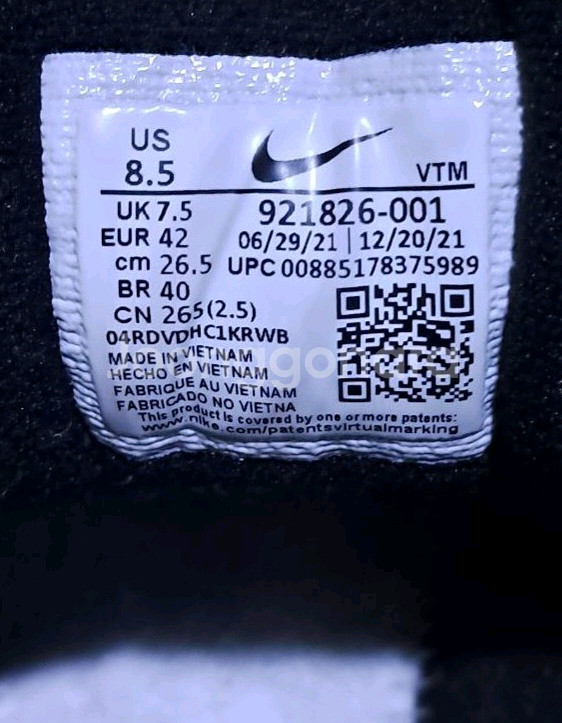 US
8.5
VTM
UK 7.5
921826-001
EUR 42
06/29/21 | 12/20/21
cm 26.5
UPC 00885178375989
BR 40
CN 265(2.5)
04RDVDHC1KRWB
MADE IN VIETNAM
HECHO EN VIETNAM
FABRIQUE AU VIETNAM
FABRICADO NO VIETNA
This product is covered by one or more patents:
www.nike.com/patentsvirtualmarking